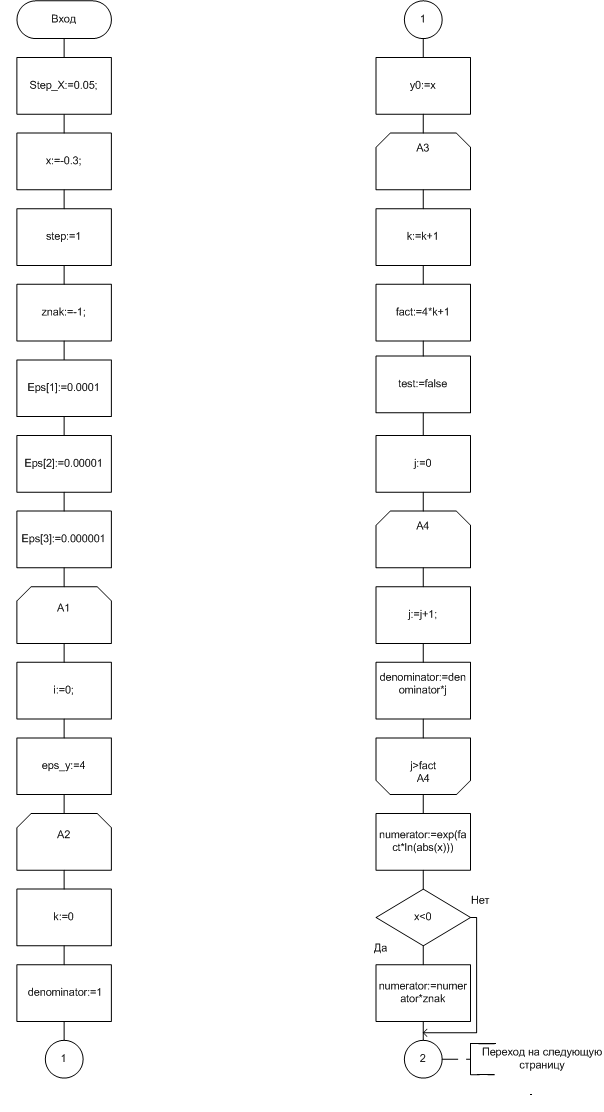 Вход
Step_X:=0.05;
x:=-0.3;
step:=1
znak:=-1;
Eps[1]:=0.0001
Eps[2]:=0.00001
Eps[3]:=0.000001
A1
i:=0;
eps_y:=4
A2
k:=0
denominator:=1
1
1
y0:=x
A3
k:=k+1
fact:=4*k+1
test:=false
j:=0
A4
j:=j+1;
denominator:=den
ominator*j
j>fact
A4
numerator:=exp(fa
ct*ln(abs(x)))
Нет
x<0
Да
numerator:=numer
ator*znak
2
Переход на следующую
страницу